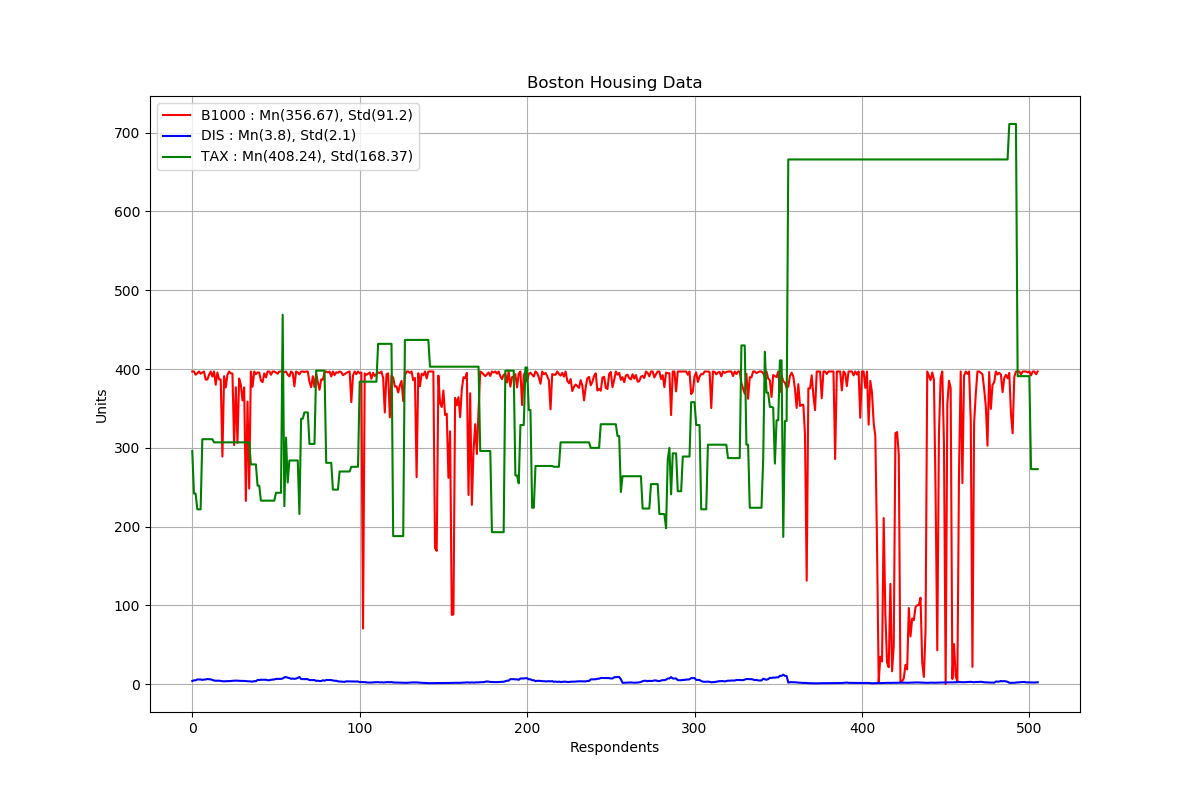 Boston Housing Data
B1000 : Mn(356.67), Std(91.2)
DIS : Mn(3.8), Std(2.1)
TAX : Mn(408.24), Std(168.37)
700
600
500
400
300
200
100
0
Units
0 100 200 300 400 500
Respondents